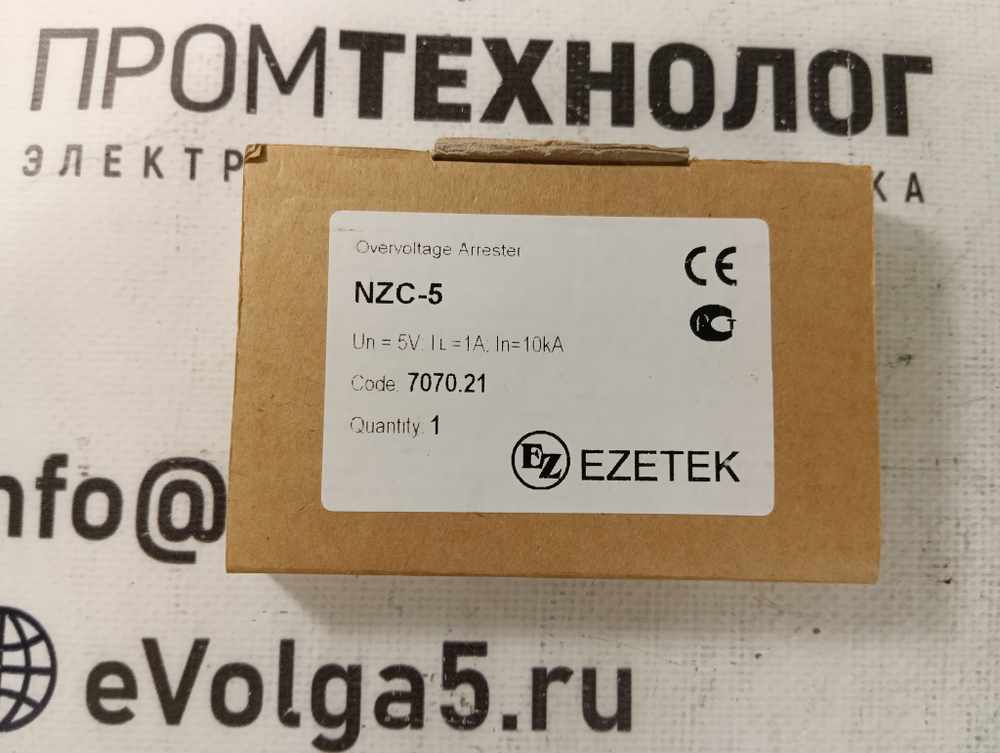 ПРОМТЕХНОЛОГ
ЭЛЕКТР КА
Overvoltage Arrester
NZC-5
Un = 5V; IL=1A; In=10kA
Code: 7070.21
Quantity: 1
CE
РСТ
EZ EZETEK
nfo@
eVolga5.ru